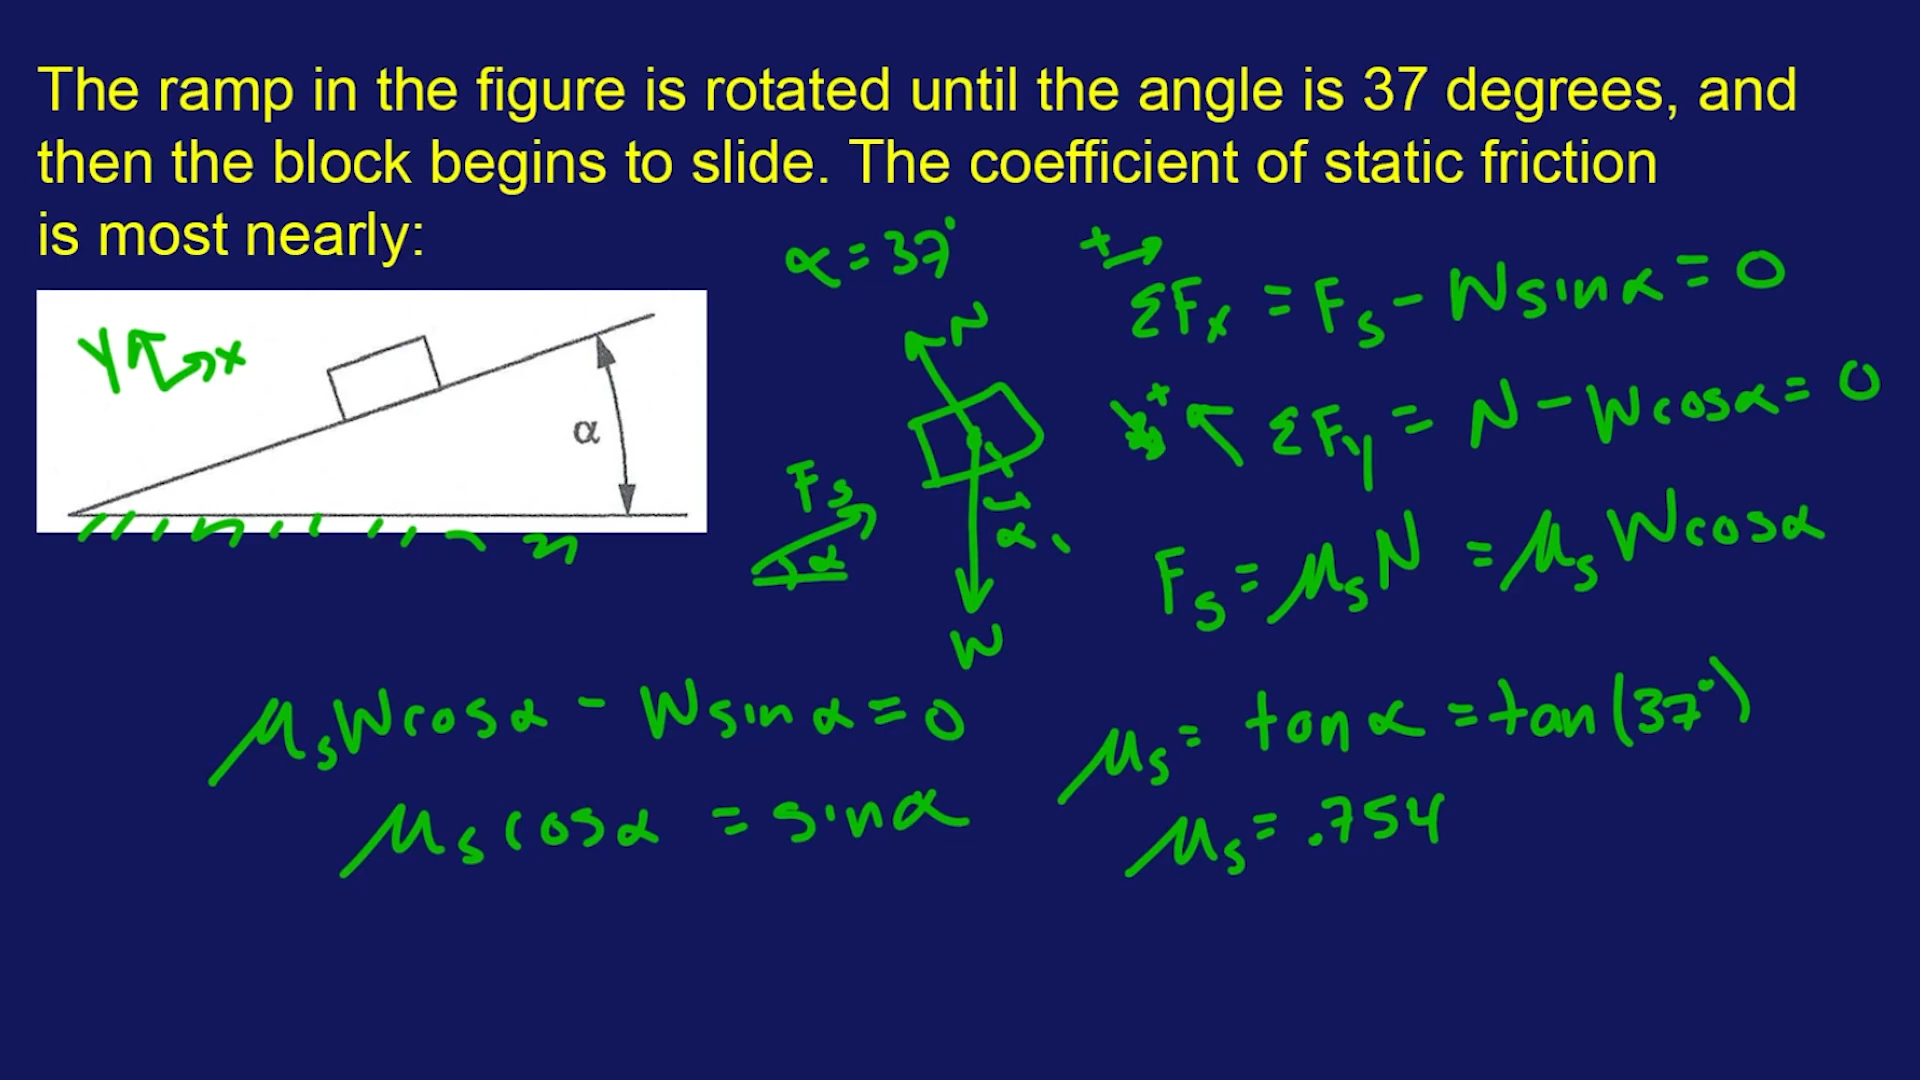 The ramp in the figure is rotated until the angle is 37 degrees, and
then the block begins to slide. The coefficient of static friction
is most nearly:
α = 37°
+
ΣFx = Fs - W sin α = 0
Y
x
α
N
+
ΣFy = N - W cos α = 0
Fs
α
α
W
Fs = μs N = μs W cos α
μs W cos α - W sin α = 0
μs = tan α = tan(37°)
μs cos α = sin α
μs = .754